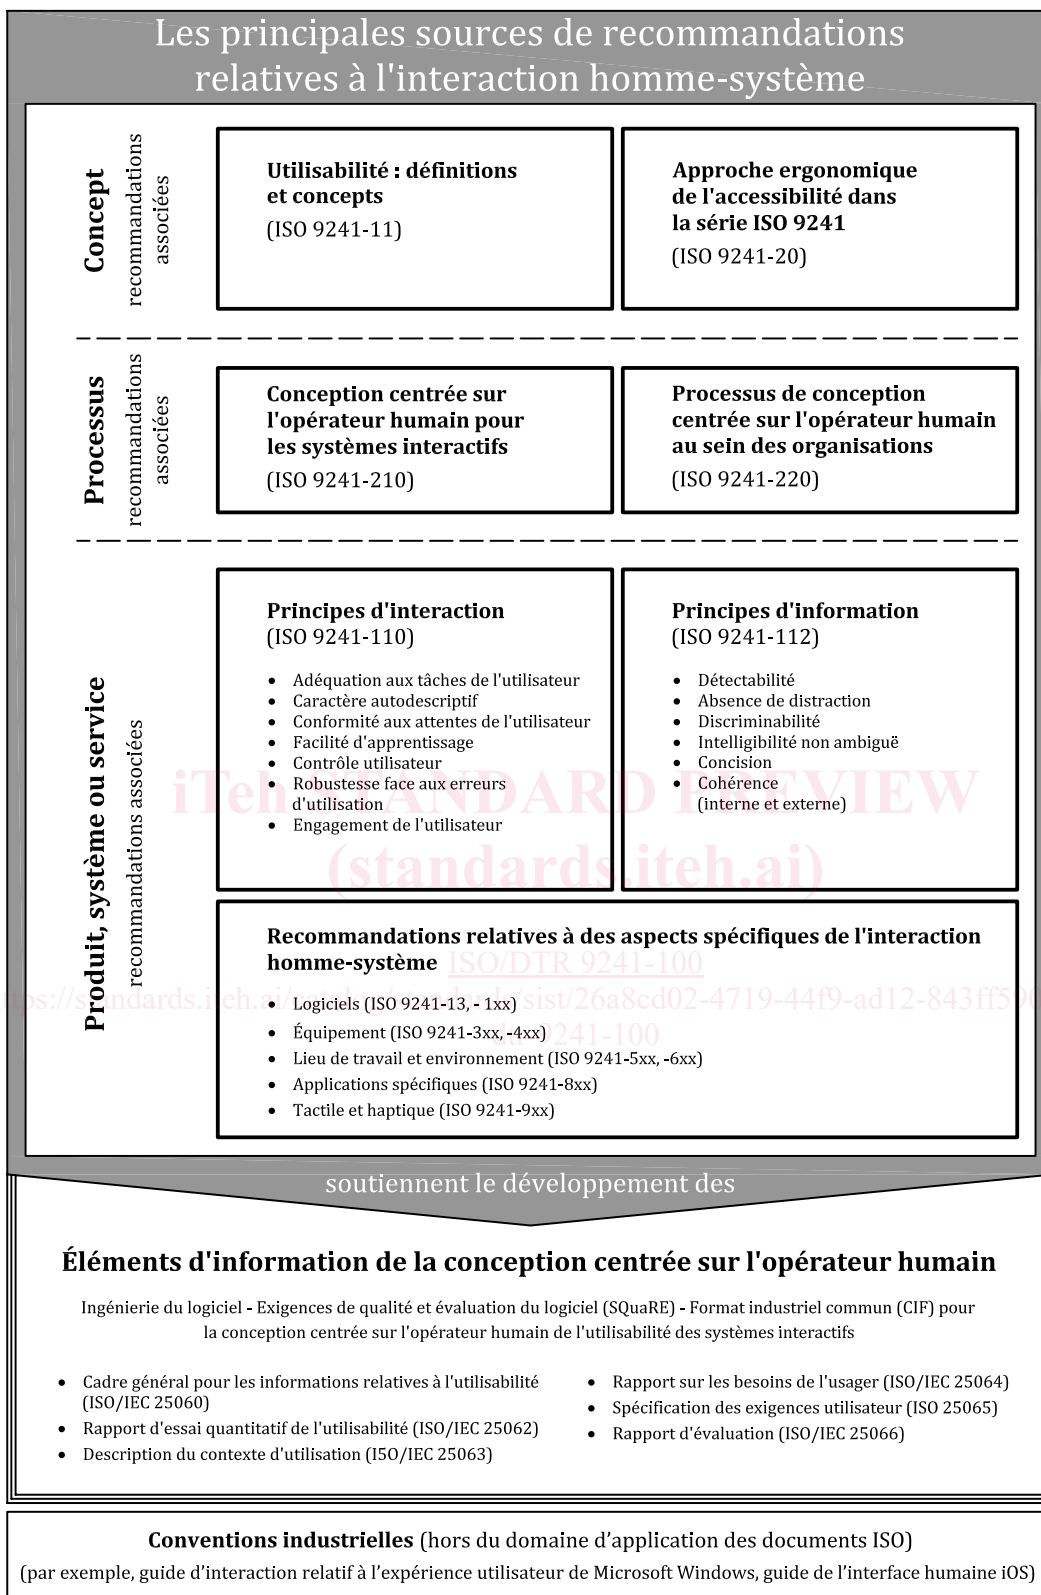 Les principales sources de recommandations
relatives à l'interaction homme-système
Concept
recommandations
associées
Utilisabilité : définitions
et concepts
(ISO 9241-11)
Approche ergonomique
de l'accessibilité dans
la série ISO 9241
(ISO 9241-20)
Processus
recommandations
associées
Conception centrée sur
l'opérateur humain pour
les systèmes interactifs
(ISO 9241-210)
Processus de conception
centrée sur l'opérateur humain
au sein des organisations
(ISO 9241-220)
Produit, système ou service
recommandations associées
Principes d'interaction
(ISO 9241-110)
• Adéquation aux tâches de l'utilisateur
• Caractère autodescriptif
• Conformité aux attentes de l'utilisateur
• Facilité d'apprentissage
• Contrôle utilisateur
• Robustesse face aux erreurs
d'utilisation
• Engagement de l'utilisateur
Principes d'information
(ISO 9241-112)
• Détectabilité
• Absence de distraction
• Discriminabilité
• Intelligibilité non ambiguë
• Concision
• Cohérence
(interne et externe)
iTeh STANDARD PREVIEW
(standards.iteh.ai)
Recommandations relatives à des aspects spécifiques de l'interaction
homme-système
ISO/DTR 9241-100
• Logiciels (ISO 9241-13, - 1xx)
• Équipement (ISO 9241-3xx, -4xx)
• Lieu de travail et environnement (ISO 9241-5xx, -6xx)
• Applications spécifiques (ISO 9241-8xx)
• Tactile et haptique (ISO 9241-9xx)
soutiennent le développement des
Éléments d'information de la conception centrée sur l'opérateur humain
Ingénierie du logiciel - Exigences de qualité et évaluation du logiciel (SQuaRE) - Format industriel commun (CIF) pour
la conception centrée sur l'opérateur humain de l'utilisabilité des systèmes interactifs
• Cadre général pour les informations relatives à l'utilisabilité
(ISO/IEC 25060)
• Rapport d'essai quantitatif de l'utilisabilité (ISO/IEC 25062)
• Description du contexte d'utilisation (I5O/IEC 25063)
• Rapport sur les besoins de l'usager (ISO/IEC 25064)
• Spécification des exigences utilisateur (ISO 25065)
• Rapport d'évaluation (ISO/IEC 25066)
Conventions industrielles (hors du domaine d’application des documents ISO)
(par exemple, guide d’interaction relatif à l’expérience utilisateur de Microsoft Windows, guide de l’interface humaine iOS)